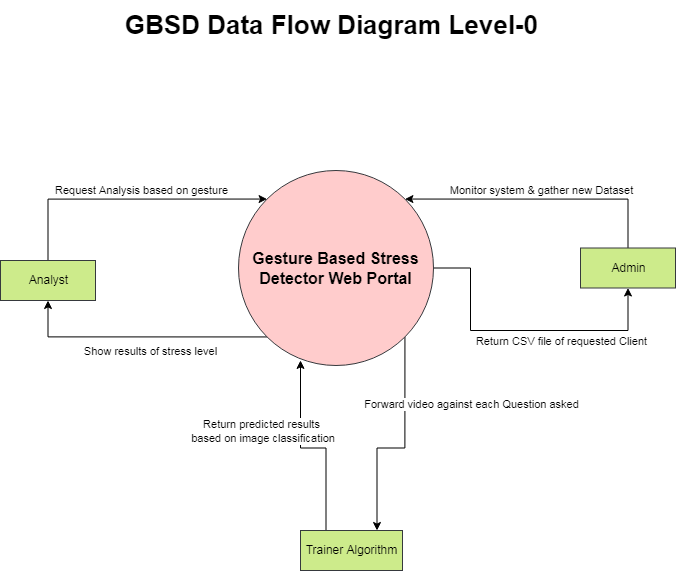 GBSD Data Flow Diagram Level-0
Request Analysis based on gesture
Monitor system & gather new Dataset
Gesture Based Stress
Detector Web Portal
Analyst
Admin
Return CSV file of requested Client
Show results of stress level
Forward video against each Question asked
Return predicted results
based on image classification
Trainer Algorithm